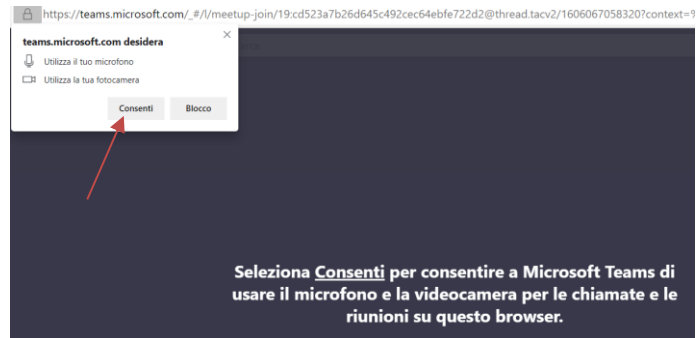 https://teams.microsoft.com/_#/l/meetup-join/19:cd523a7b26d645c492cec64ebfe722d2@thread.tacv2/1606067058320?context=%
teams.microsoft.com desidera
Utilizza il tuo microfono
Utilizza la tua fotocamera
Consenti Blocco
Seleziona Consenti per consentire a Microsoft Teams di
usare il microfono e la videocamera per le chiamate e le
riunioni su questo browser.